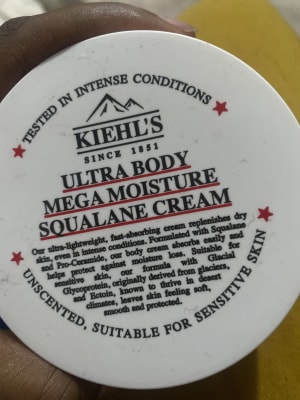 TESTED IN INTENSE CONDITIONS
KIEHL'S
SINCE 1851
ULTRA BODY
MEGA MOISTURE
SQUALANE CREAM
Our ultra-lightweight, fast-absorbing cream replenishes dry
skin, even in intense conditions. Formulated with Squalane
and Pro-Ceramide, our body cream absorbs easily and
helps protect against moisture loss. Suitable for
sensitive skin, our formula with Glacial
Glycoprotein, originally derived from glaciers,
and Ectoin, known to thrive in desert
climates, leaves skin feeling soft,
smooth and protected.
UNSCENTED, SUITABLE FOR SENSITIVE SKIN